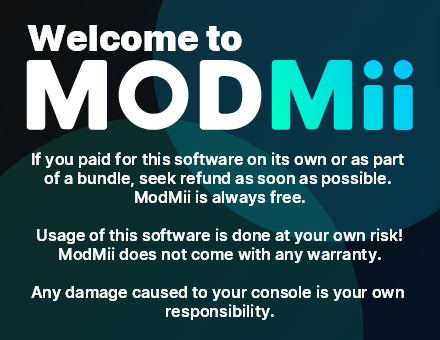 Welcome to
MODMii
If you paid for this software on its own or as part
of a bundle, seek refund as soon as possible.
ModMii is always free.
Usage of this software is done at your own risk!
ModMii does not come with any warranty.
Any damage caused to your console is your own
responsibility.